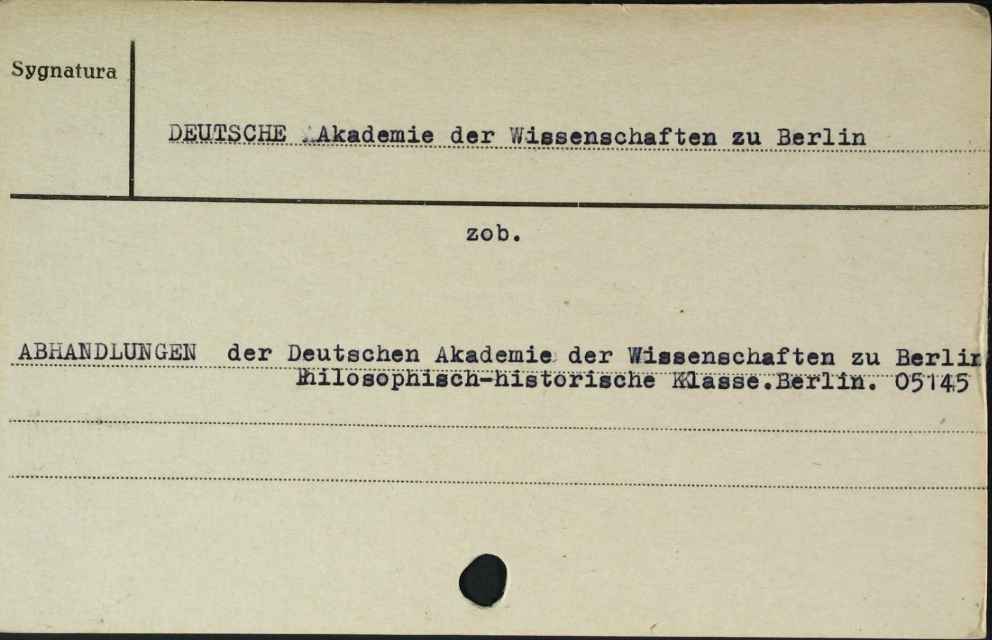 Sygnatura
DEUTSCHE Akademie der Wissenschaften zu Berlin
zob.
ABHANDLUNGEN der Deutschen Akademie der Wissenschaften zu Berlin
Philosophisch-historische Klasse.Berlin. 05145